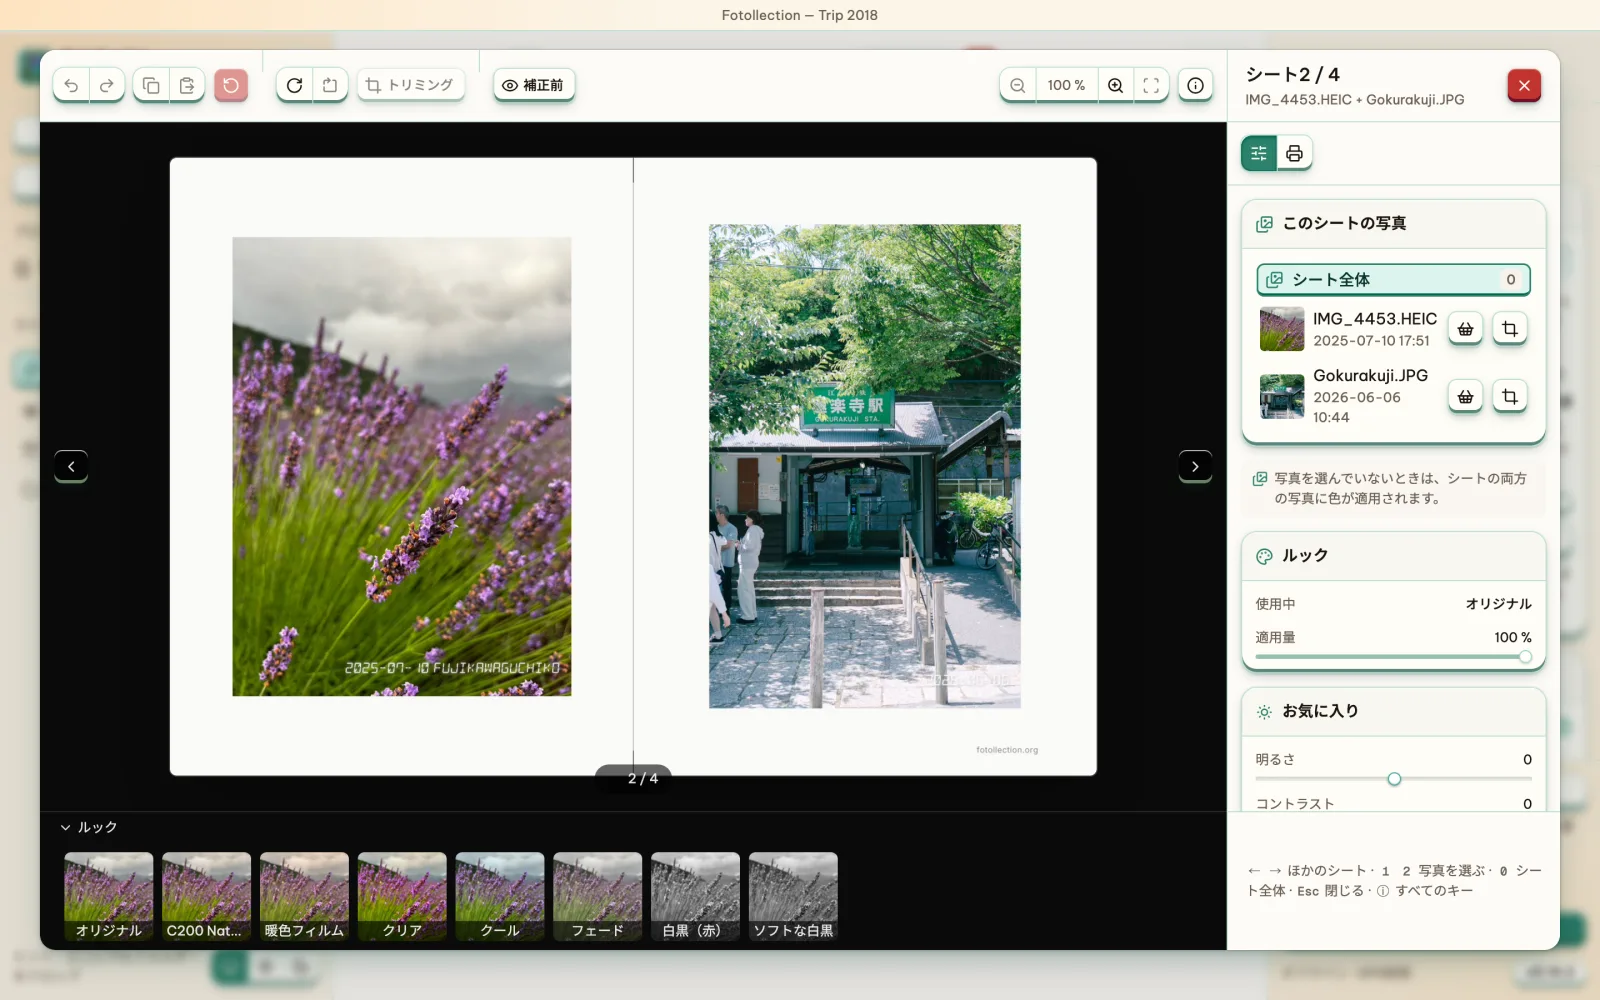 Fotollection — Trip 2018
トリミング
補正前
100 %
シート2 / 4
IMG_4453.HEIC + Gokurakuji.JPG
このシートの写真
シート全体
0
IMG_4453.HEIC
2025-07-10 17:51
Gokurakuji.JPG
2026-06-06
10:44
写真を選んでいないときは、シートの両方
の写真に色が適用されます。
ルック
使用中
オリジナル
適用量
100 %
お気に入り
明るさ
0
コントラスト
0
← → ほかのシート · 1 2 写真を選ぶ · 0 シー
ト全体 · Esc 閉じる · ⓘ すべてのキー
楽寺駅
GOKURAKUJI STA.
2025-07-10 FUJIKAWAGUCHIKO
fotollection.org
2 / 4
ルック
オリジナル
C200 Nat...
暖色フィルム
クリア
クール
フェード
白黒（赤）
ソフトな白黒